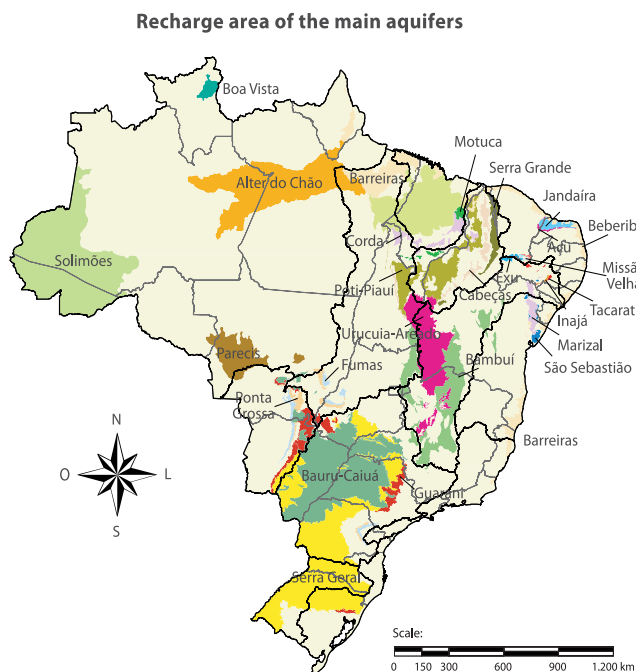 Recharge area of the main aquifers
Boa Vista
Motuca
Serra Grande
Barreiras
Alter do Chão
Jandaíra
Beberib
Corda
Açu
Solimões
Missã
Velha
Exu
Poti-Piauí
Cabeças
Tacarat
Inajá
Urucuia-Areado
Marizal
Parecis
Bambuí
São Sebastião
Fumas
Ponta
Grossa
N
Barreiras
O
L
Bauru-Caiuá
Guarani
S
Serra Geral
Scale:
0 150 300 600 900 1.200 km